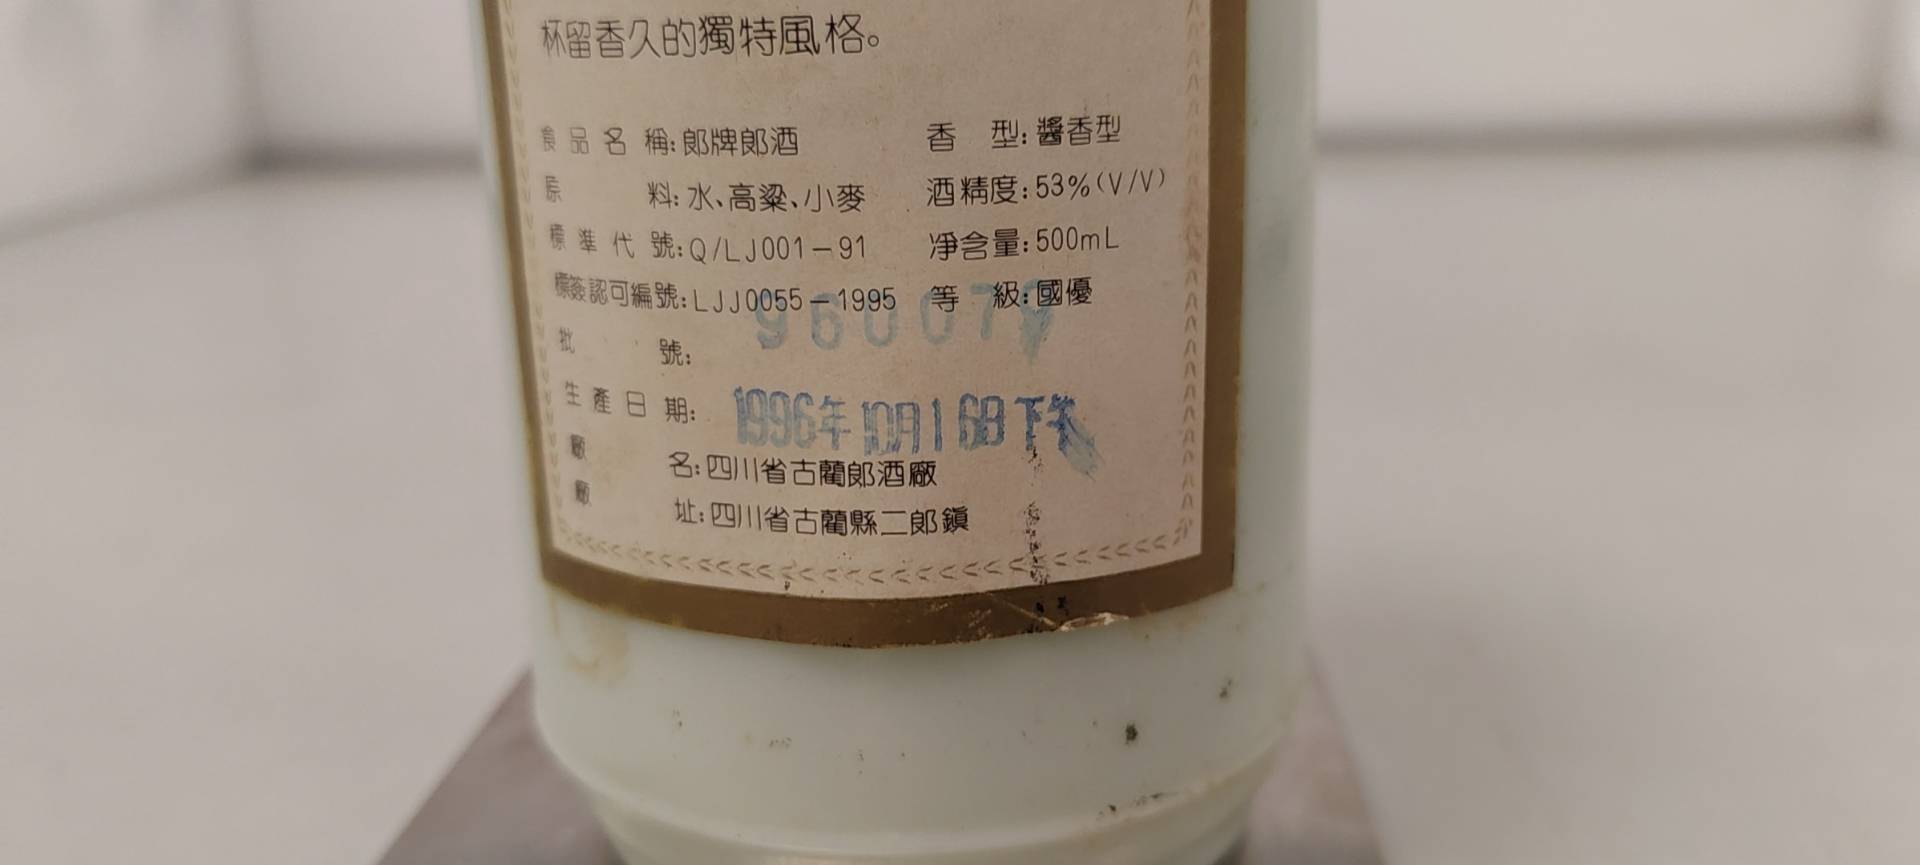 杯留香久的獨特風格。
食品名稱:郎牌郎酒 香型:醬香型
原料:水、高粱、小麥 酒精度:53%(V/V)
標準代號:Q/LJ001-91 净含量:500mL
標簽認可編號:LJJ0055-1995 等級:國優
批號: 960079
生產日期: 1996年10月16日下午
廠名:四川省古藺郎酒廠
廠址:四川省古藺縣二郎鎮